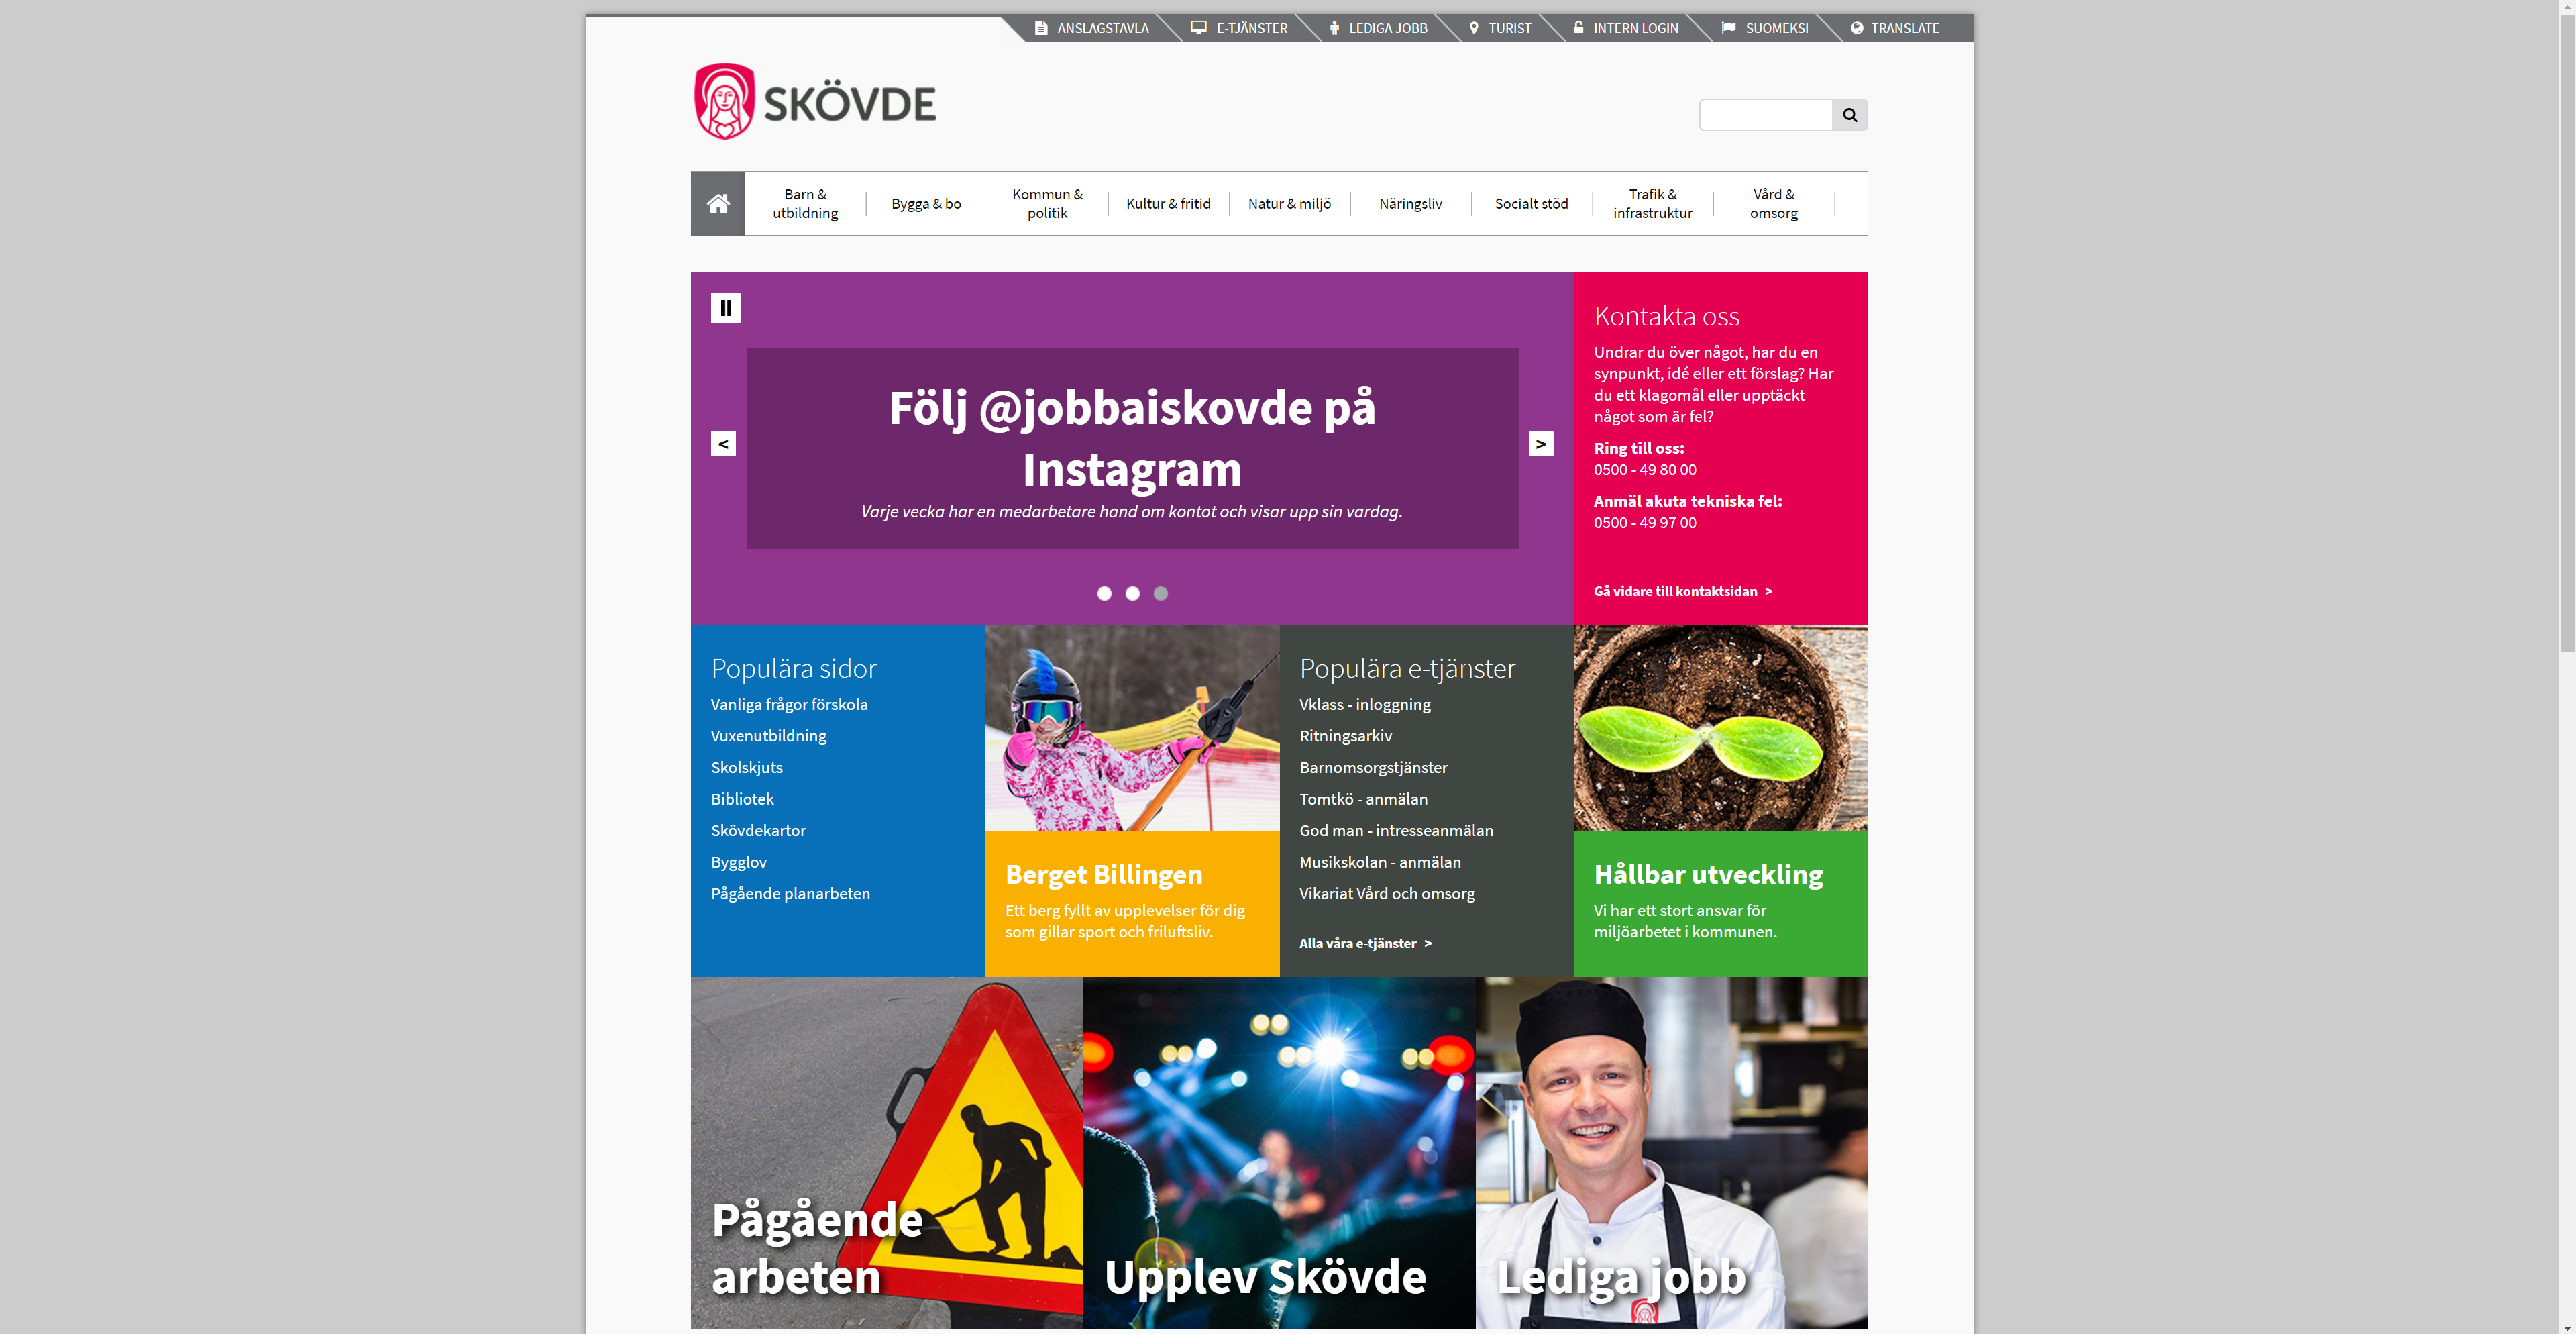 ANSLAGSTAVLA
E-TJÄNSTER
LEDIGA JOBB
TURIST
INTERN LOGIN
SUOMEKSI
TRANSLATE
SKÖVDE
Barn &
utbildning
Bygga & bo
Kommun &
politik
Kultur & fritid
Natur & miljö
Näringsliv
Socialt stöd
Trafik &
infrastruktur
Vård &
omsorg
Följ @jobbaiskovde på
Instagram
Varje vecka har en medarbetare hand om kontot och visar upp sin vardag.
<
>
Kontakta oss
Undrar du över något, har du en
synpunkt, idé eller ett förslag? Har
du ett klagomål eller upptäckt
något som är fel?
Ring till oss:
0500 - 49 80 00
Anmäl akuta tekniska fel:
0500 - 49 97 00
Gå vidare till kontaktsidan >
Populära sidor
Vanliga frågor förskola
Vuxenutbildning
Skolskjuts
Bibliotek
Skövdekartor
Bygglov
Pågående planarbeten
Berget Billingen
Ett berg fyllt av upplevelser för dig
som gillar sport och friluftsliv.
Populära e-tjänster
Vklass - inloggning
Ritningsarkiv
Barnomsorgstjänster
Tomtkö - anmälan
God man - intresseanmälan
Musikskolan - anmälan
Vikariat Vård och omsorg
Alla våra e-tjänster >
Hållbar utveckling
Vi har ett stort ansvar för
miljöarbetet i kommunen.
Pågående
arbeten
Upplev Skövde
Lediga jobb